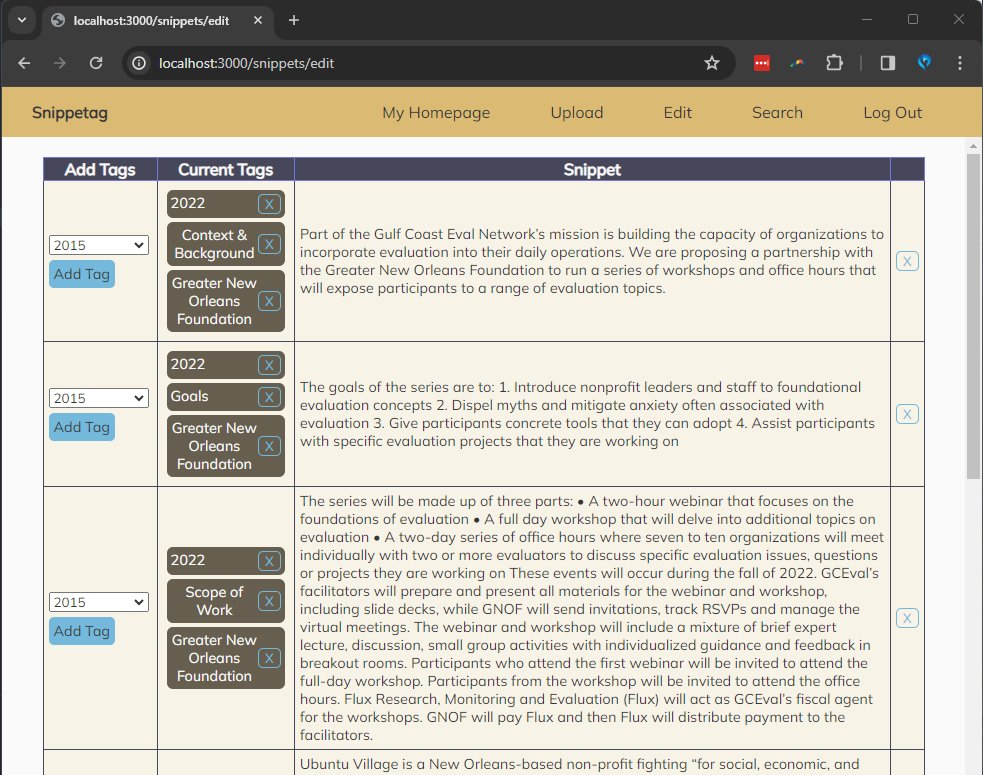 localhost:3000/snippets/edit
localhost:3000/snippets/edit
Snippetag
My Homepage
Upload
Edit
Search
Log Out
Add Tags
Current Tags
Snippet
2015
Add Tag
2022
X
Context &
Background
X
Greater New
Orleans
Foundation
X
Part of the Gulf Coast Eval Network's mission is building the capacity of organizations to
incorporate evaluation into their daily operations. We are proposing a partnership with
the Greater New Orleans Foundation to run a series of workshops and office hours that
will expose participants to a range of evaluation topics.
X
2015
Add Tag
2022
X
Goals
X
Greater New
Orleans
Foundation
X
The goals of the series are to: 1. Introduce nonprofit leaders and staff to foundational
evaluation concepts 2. Dispel myths and mitigate anxiety often associated with
evaluation 3. Give participants concrete tools that they can adopt 4. Assist participants
with specific evaluation projects that they are working on
X
2015
Add Tag
2022
X
Scope of
Work
X
Greater New
Orleans
Foundation
X
The series will be made up of three parts: • A two-hour webinar that focuses on the
foundations of evaluation • A full day workshop that will delve into additional topics on
evaluation • A two-day series of office hours where seven to ten organizations will meet
individually with two or more evaluators to discuss specific evaluation issues, questions
or projects they are working on These events will occur during the fall of 2022. GCEval's
facilitators will prepare and present all materials for the webinar and workshop,
including slide decks, while GNOF will send invitations, track RSVPs and manage the
virtual meetings. The webinar and workshop will include a mixture of brief expert
lecture, discussion, small group activities with individualized guidance and feedback in
breakout rooms. Participants who attend the first webinar will be invited to attend the
full-day workshop. Participants from the workshop will be invited to attend the office
hours. Flux Research, Monitoring and Evaluation (Flux) will act as GCEval's fiscal agent
for the workshops. GNOF will pay Flux and then Flux will distribute payment to the
facilitators.
X
Ubuntu Village is a New Orleans-based non-profit fighting “for social, economic, and